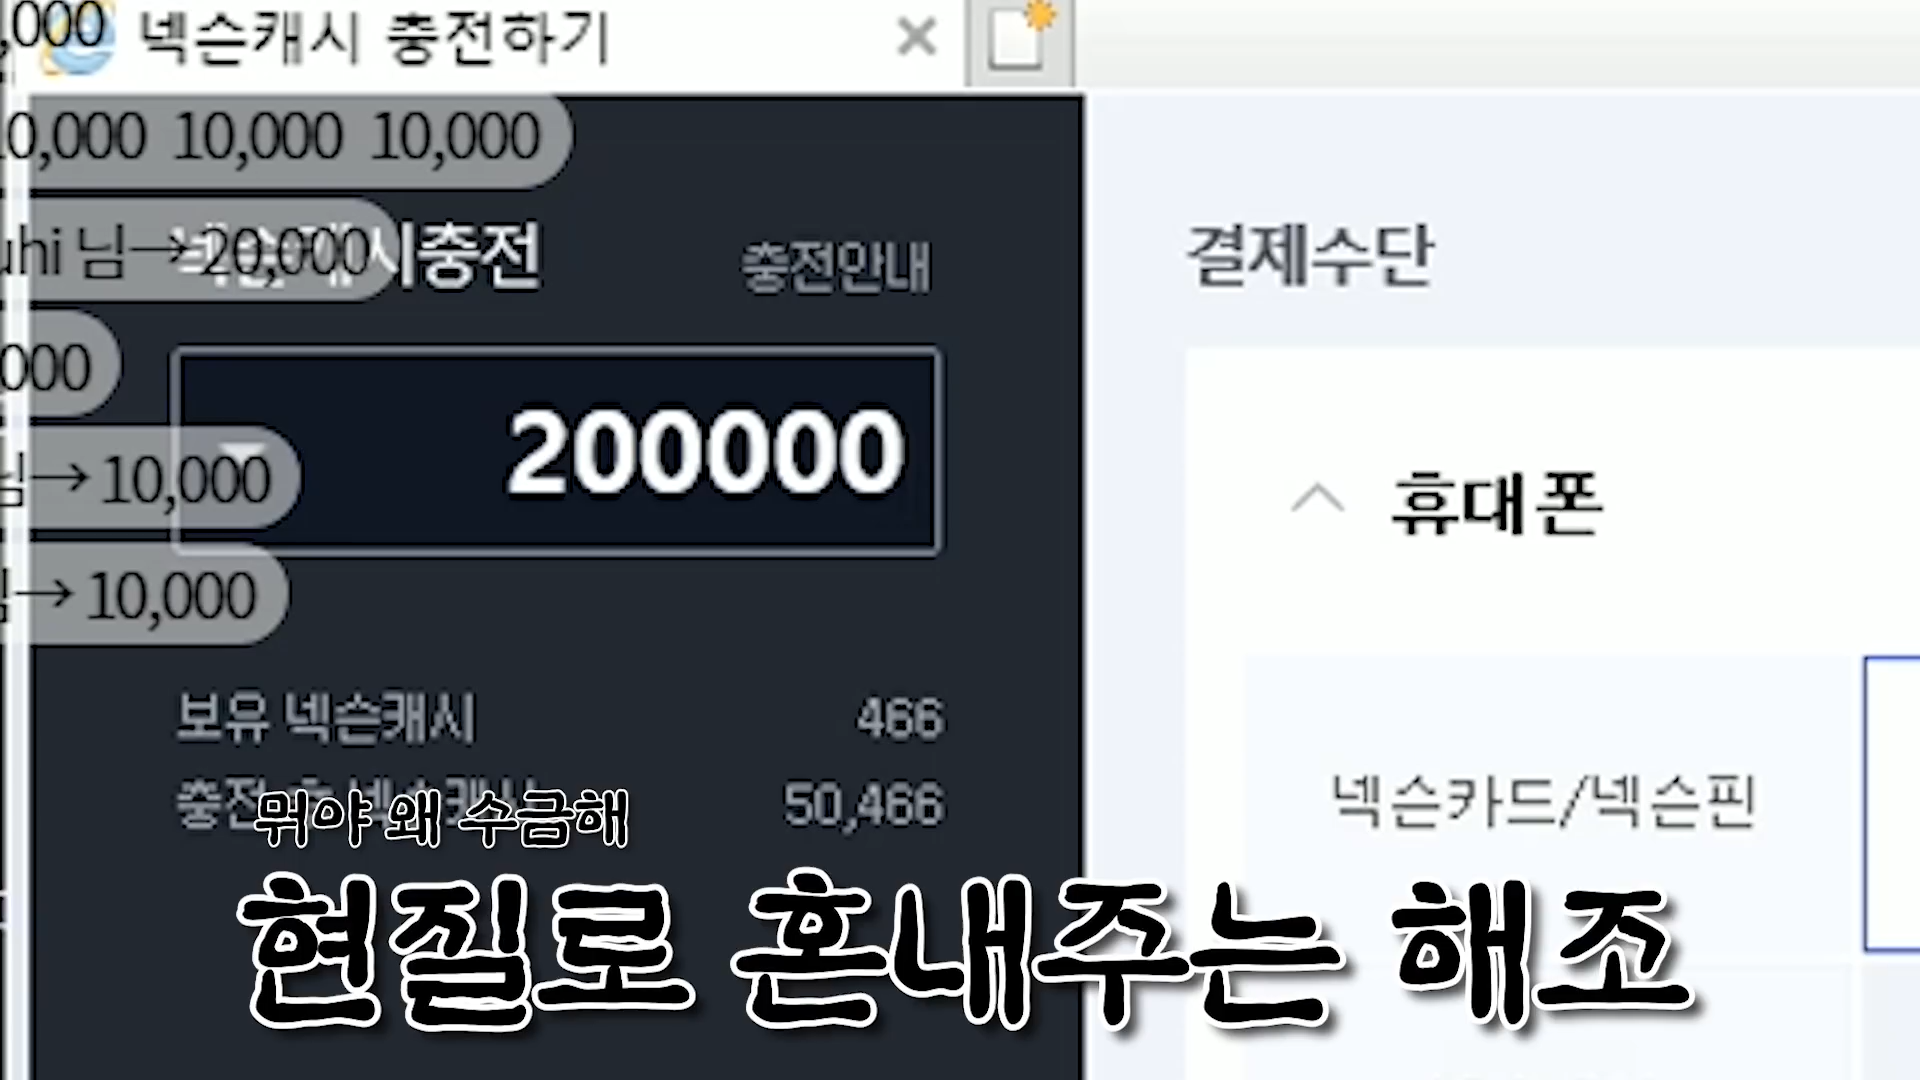 ,000
넥슨캐시 충전하기
10,000 10,000 10,000
uhi 님→ 20,000
시충전
충전안내
결제수단
000
200000
님→ 10,000
휴대폰
님→ 10,000
보유 넥슨캐시
466
넥슨카드/넥슨핀
50,466
뭐야 왜 수금해
현질로 혼내주는 해조